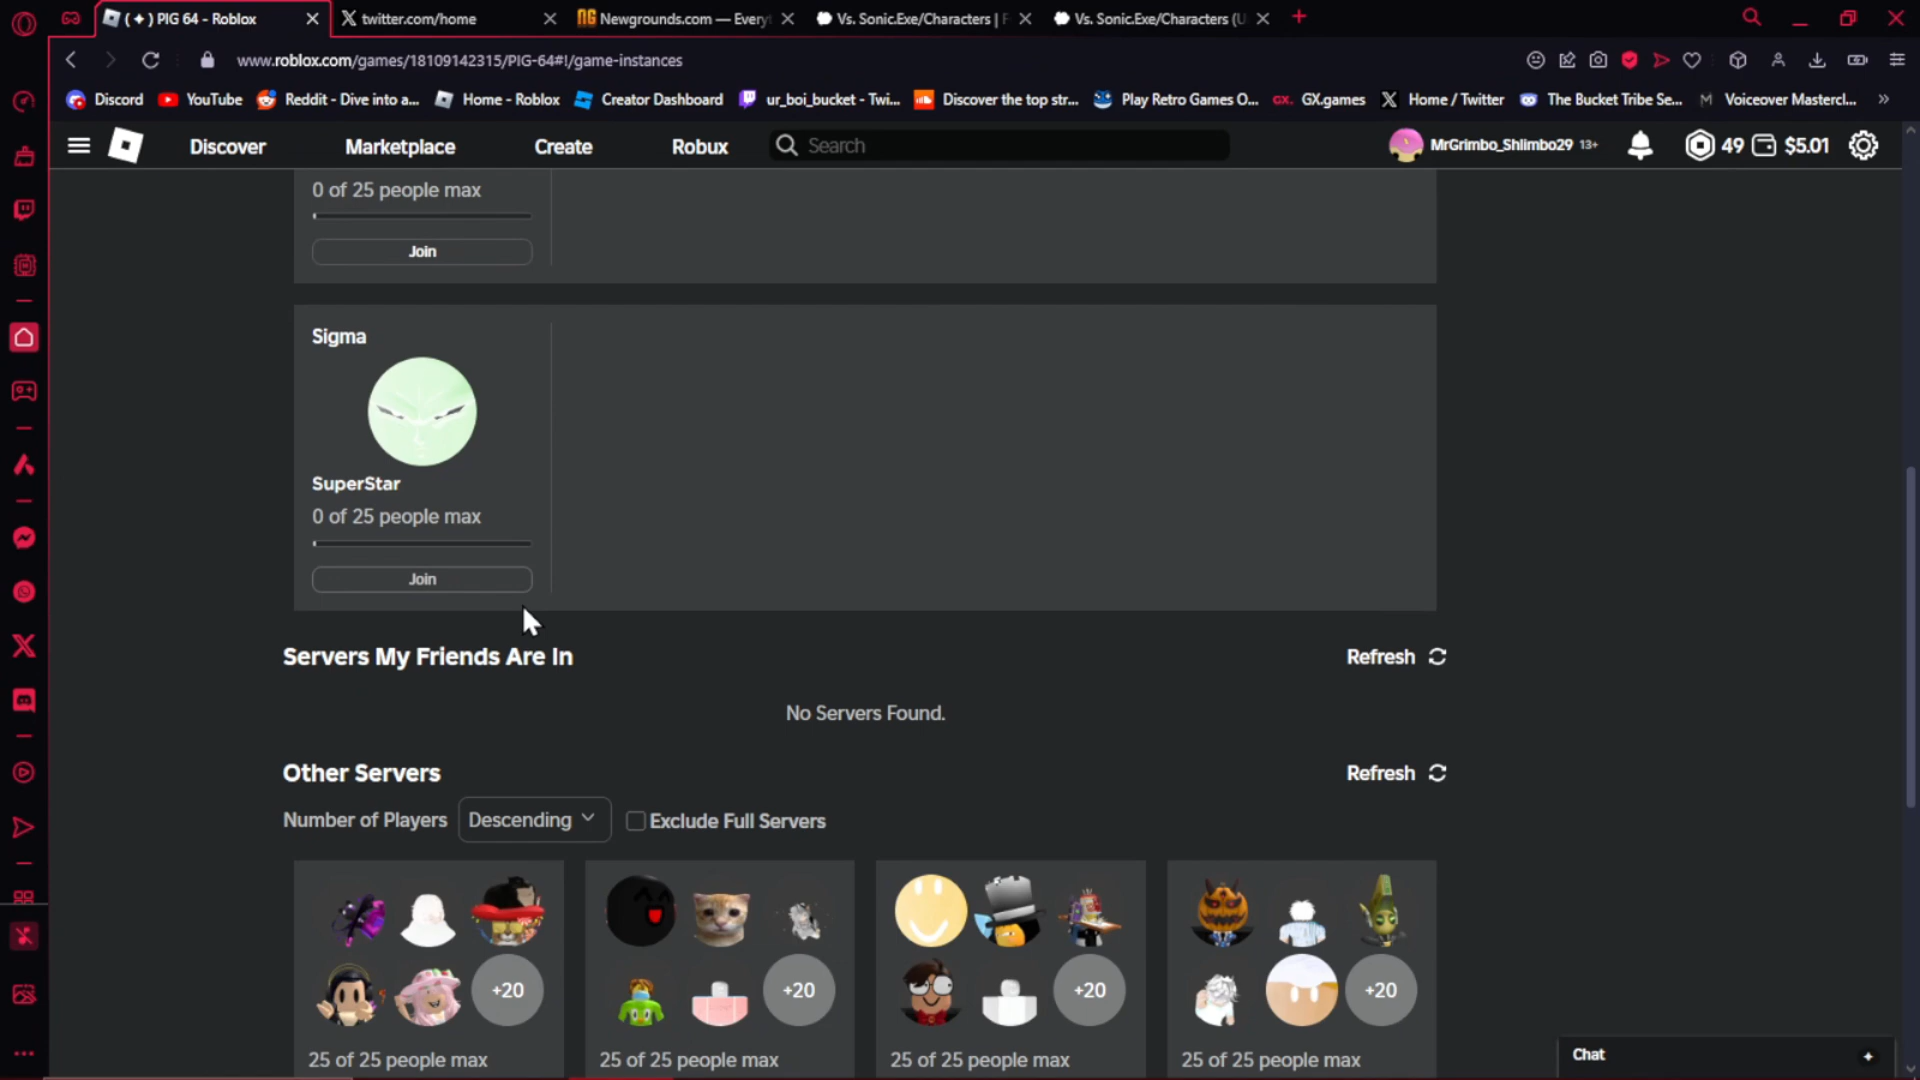 ( ✦ ) PIG 64 - Roblox
twitter.com/home
Newgrounds.com — Every
Vs. Sonic.Exe/Characters | F
Vs. Sonic.Exe/Characters (U
www.roblox.com/games/18109142315/PIG-64#!/game-instances
Discord
YouTube
Reddit - Dive into a...
Home - Roblox
Creator Dashboard
ur_boi_bucket - Twi...
Discover the top str...
Play Retro Games O...
GX.games
Home / Twitter
The Bucket Tribe Se...
Voiceover Mastercl...
Discover
Marketplace
Create
Robux
Search
MrGrimbo_Shlimbo29 13+
49
$5.01
0 of 25 people max
Join
Sigma
SuperStar
0 of 25 people max
Join
Servers My Friends Are In
Refresh
No Servers Found.
Other Servers
Refresh
Number of Players
Descending
Exclude Full Servers
+20
+20
+20
+20
25 of 25 people max
25 of 25 people max
25 of 25 people max
25 of 25 people max
Chat